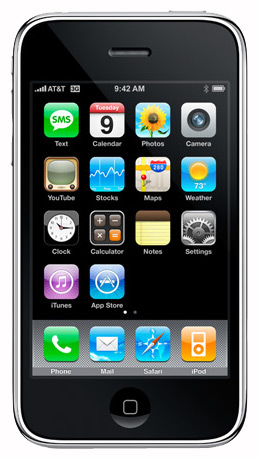 AT&T 3G 9:42 AM
SMS Tuesday 9 280
Text Calendar Photos Camera
73°
YouTube Stocks Maps Weather
Clock Calculator Notes Settings
iTunes App Store
Phone Mail Safari iPod